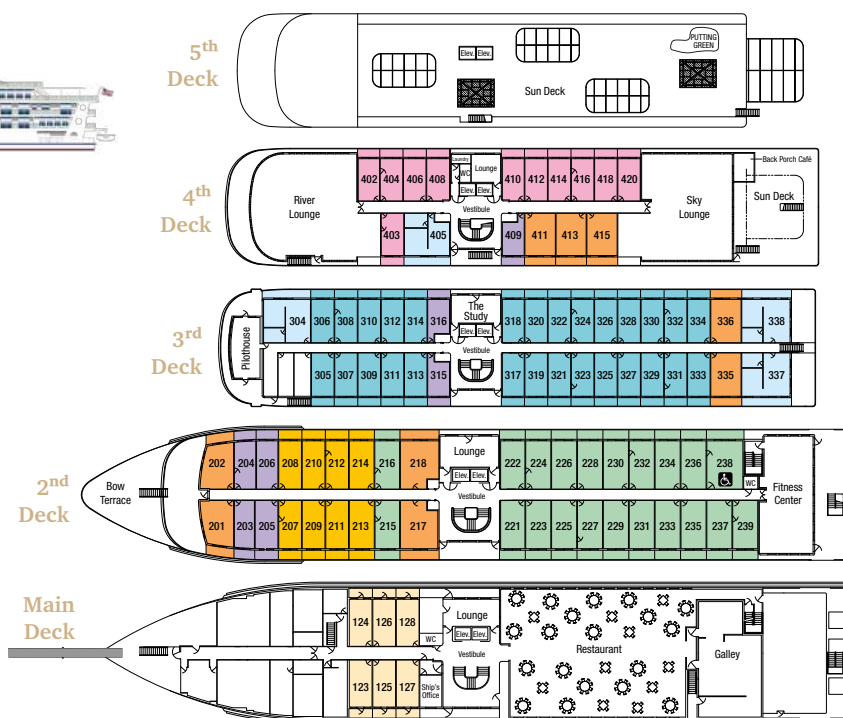 5th
Deck
Elev. Elev.
PUTTING
GREEN
Sun Deck
4th
Deck
402 404 406 408
Laundry
WC
Lounge
Elev. Elev.
410 412 414 416 418 420
Back Porch Café
River
Lounge
Vestibule
Sky
Lounge
Sun Deck
403 405
409 411 413 415
3rd
Deck
Pilothouse
304 306 308 310 312 314 316
The
Study
Elev. Elev.
318 320 322 324 326 328 330 332 334 336 338
Vestibule
305 307 309 311 313 315
317 319 321 323 325 327 329 331 333 335 337
2nd
Deck
Bow
Terrace
202 204 206 208 210 212 214 216 218
Lounge
Elev. Elev.
222 224 226 228 230 232 234 236 238
WC
Vestibule
Fitness
Center
201 203 205 207 209 211 213 215 217
221 223 225 227 229 231 233 235 237 239
Main
Deck
124 126 128
WC
Lounge
Elev. Elev.
Vestibule
Restaurant
Galley
123 125 127
Ship's
Office